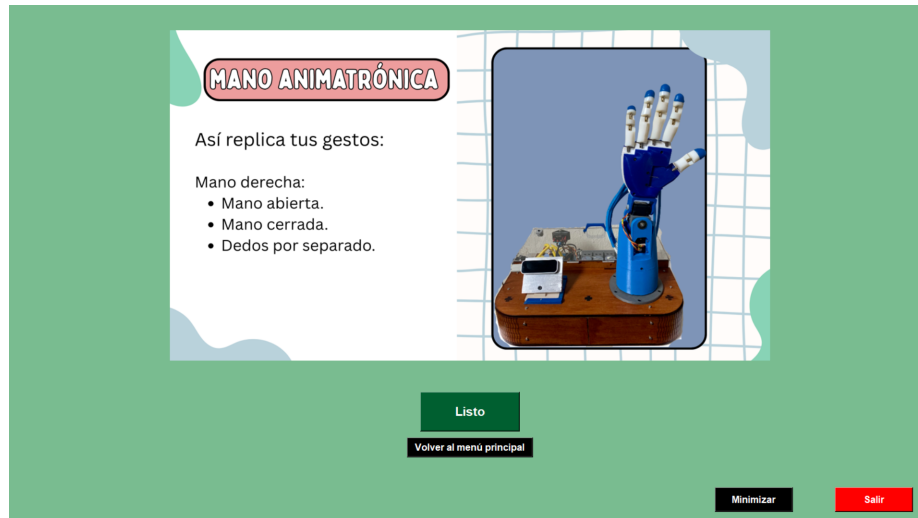 MANO ANIMATRÓNICA
Así replica tus gestos:
Mano derecha:
• Mano abierta.
• Mano cerrada.
• Dedos por separado.
Listo
Volver al menú principal
Minimizar
Salir